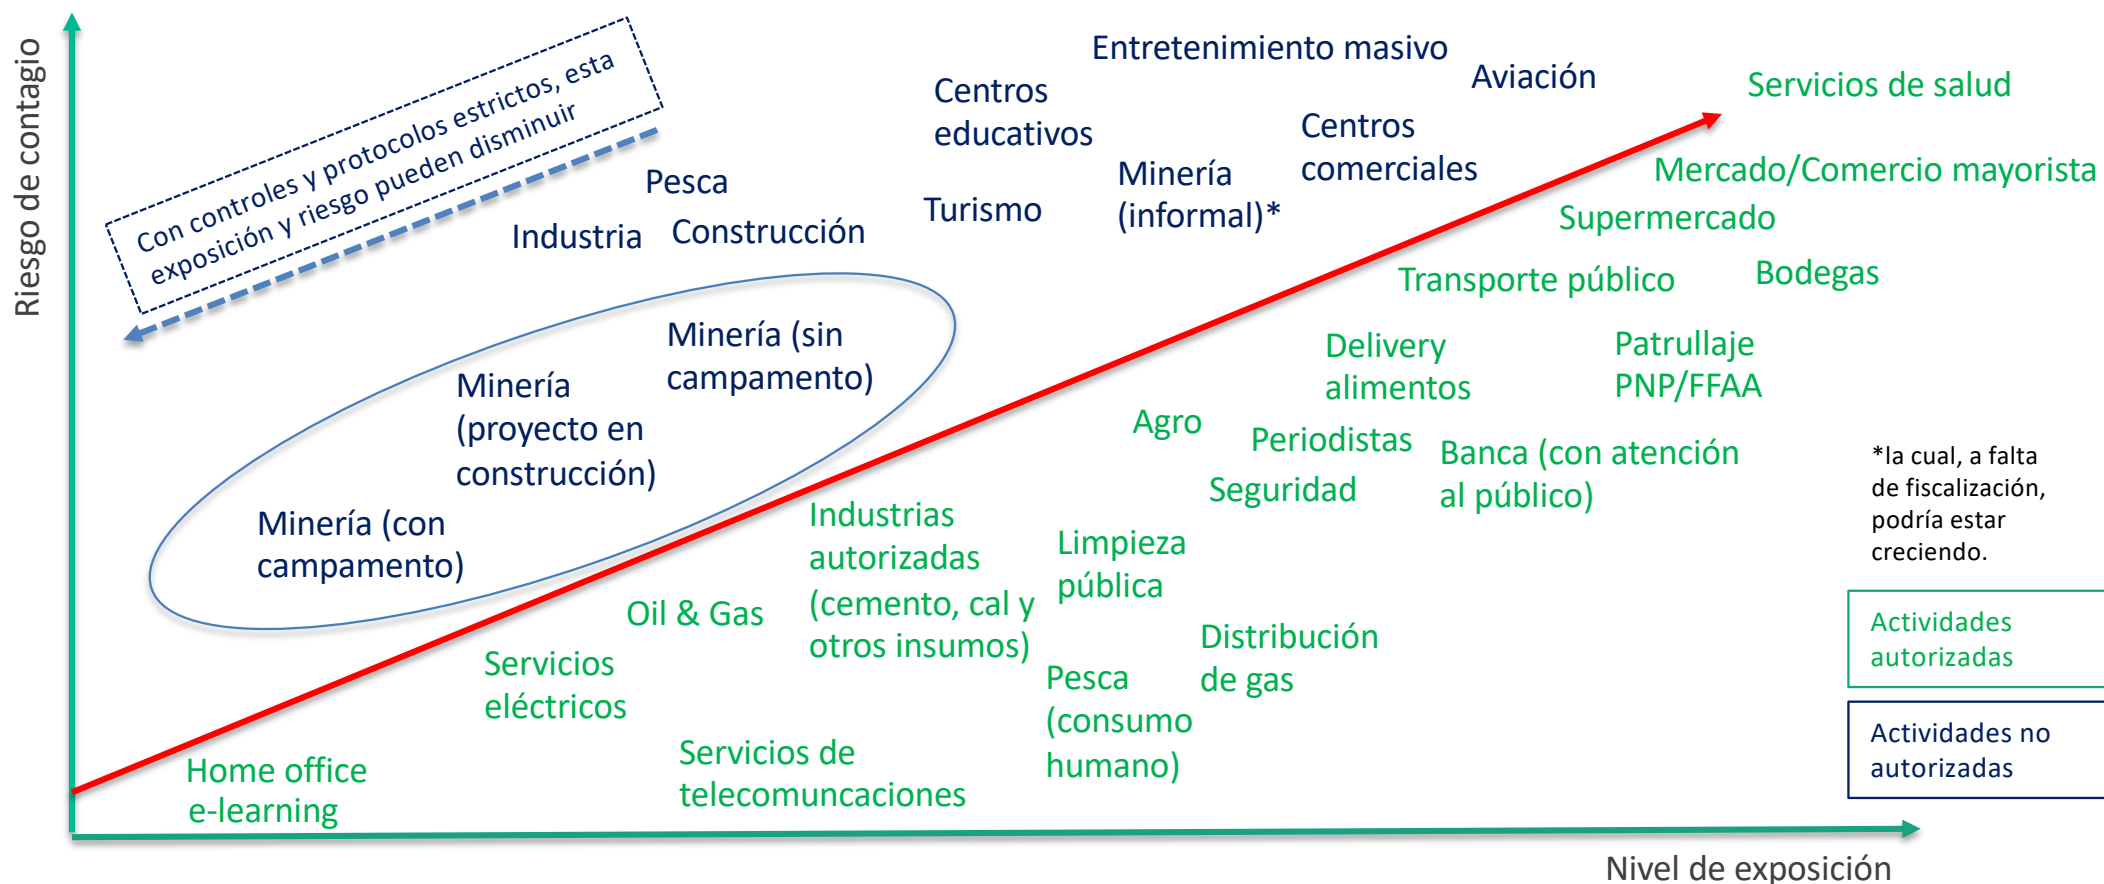 Riesgo de contagio
Con controles y protocolos estrictos, esta
exposición y riesgo pueden disminuir
Entretenimiento masivo
Aviación
Servicios de salud
Centros
educativos
Centros
comerciales
Minería
(informal)*
Mercado/Comercio mayorista
Pesca
Turismo
Supermercado
Industria
Construcción
Transporte público
Bodegas
Minería (sin
campamento)
Delivery
alimentos
Patrullaje
PNP/FFAA
Minería
(proyecto en
construcción)
Agro
Periodistas
Banca (con atención
al público)
Seguridad
*la cual, a falta
de fiscalización,
podría estar
creciendo.
Minería (con
campamento)
Industrias
autorizadas
(cemento, cal y
otros insumos)
Limpieza
pública
Oil & Gas
Distribución
de gas
Servicios
eléctricos
Pesca
(consumo
humano)
Actividades
autorizadas
Actividades no
autorizadas
Home office
e-learning
Servicios de
telecomuncaciones
Nivel de exposición